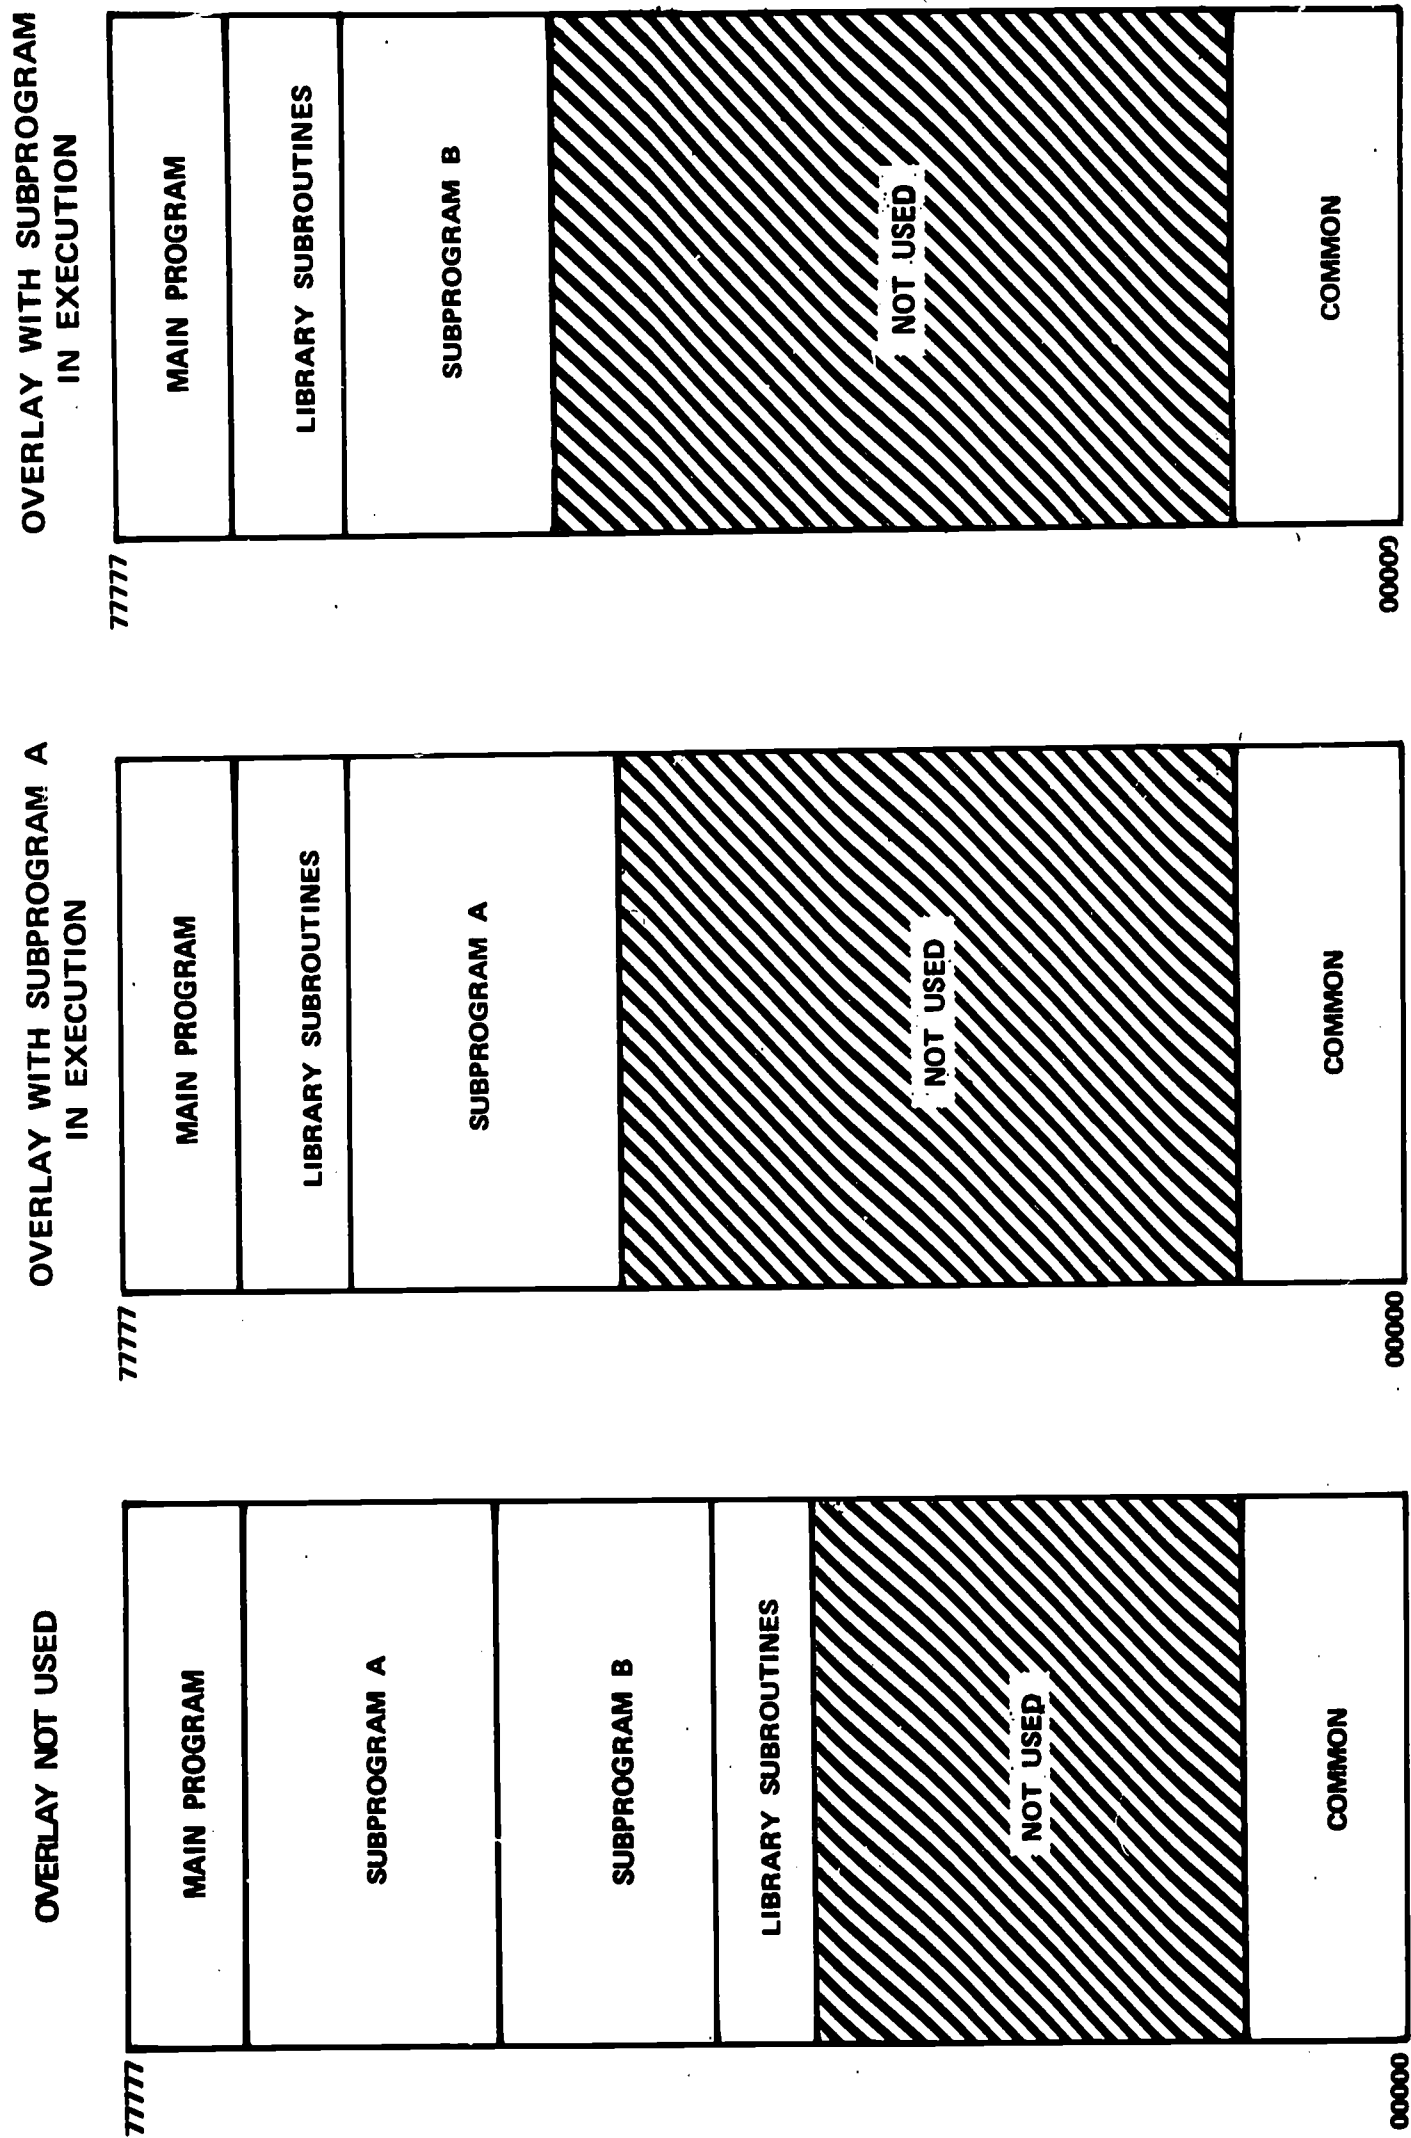 OVERLAY NOT USED
77777
MAIN PROGRAM
SUBPROGRAM A
SUBPROGRAM B
LIBRARY SUBROUTINES
NOT USED
COMMON
00000
OVERLAY WITH SUBPROGRAM A
IN EXECUTION
77777
MAIN PROGRAM
LIBRARY SUBROUTINES
SUBPROGRAM A
NOT USED
COMMON
00000
OVERLAY WITH SUBPROGRAM
IN EXECUTION
77777
MAIN PROGRAM
LIBRARY SUBROUTINES
SUBPROGRAM B
NOT USED
COMMON
00000